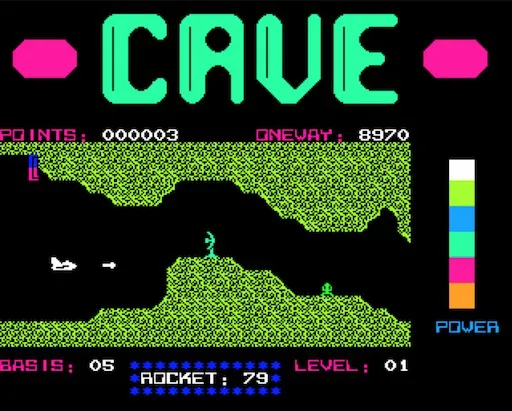 CAVE
POINTS: 000003 ONEWAY: 8970
POWER
BASIS: 05 ROCKET: 79 LEVEL: 01